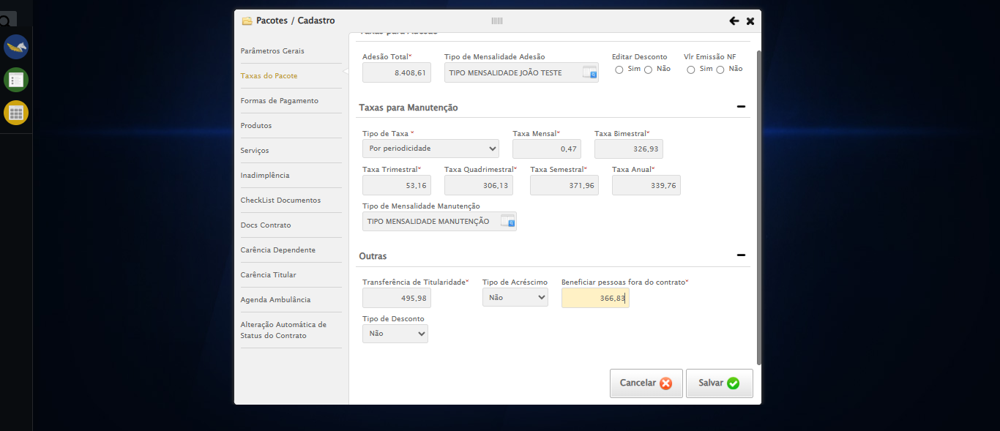 Pacotes / Cadastro
Parâmetros Gerais
Taxas do Pacote
Formas de Pagamento
Produtos
Serviços
Inadimplência
CheckList Documentos
Docs Contrato
Carência Dependente
Carência Titular
Agenda Ambulância
Alteração Automática de
Status do Contrato
Taxas para Adesão
Adesão Total* Tipo de Mensalidade Adesão Editar Desconto Vlr Emissão NF
8.408,61 TIPO MENSALIDADE JOÃO TESTE Sim Não Sim Não
Taxas para Manutenção
Tipo de Taxa * Taxa Mensal* Taxa Bimestral*
Por periodicidade 0,47 326,93
Taxa Trimestral* Taxa Quadrimestral* Taxa Semestral* Taxa Anual*
53,16 306,13 371,96 339,76
Tipo de Mensalidade Manutenção
TIPO MENSALIDADE MANUTENÇÃO
Outras
Transferência de Titularidade* Tipo de Acréscimo Beneficiar pessoas fora do contrato*
495,98 Não 366,83
Tipo de Desconto
Não
Cancelar Salvar